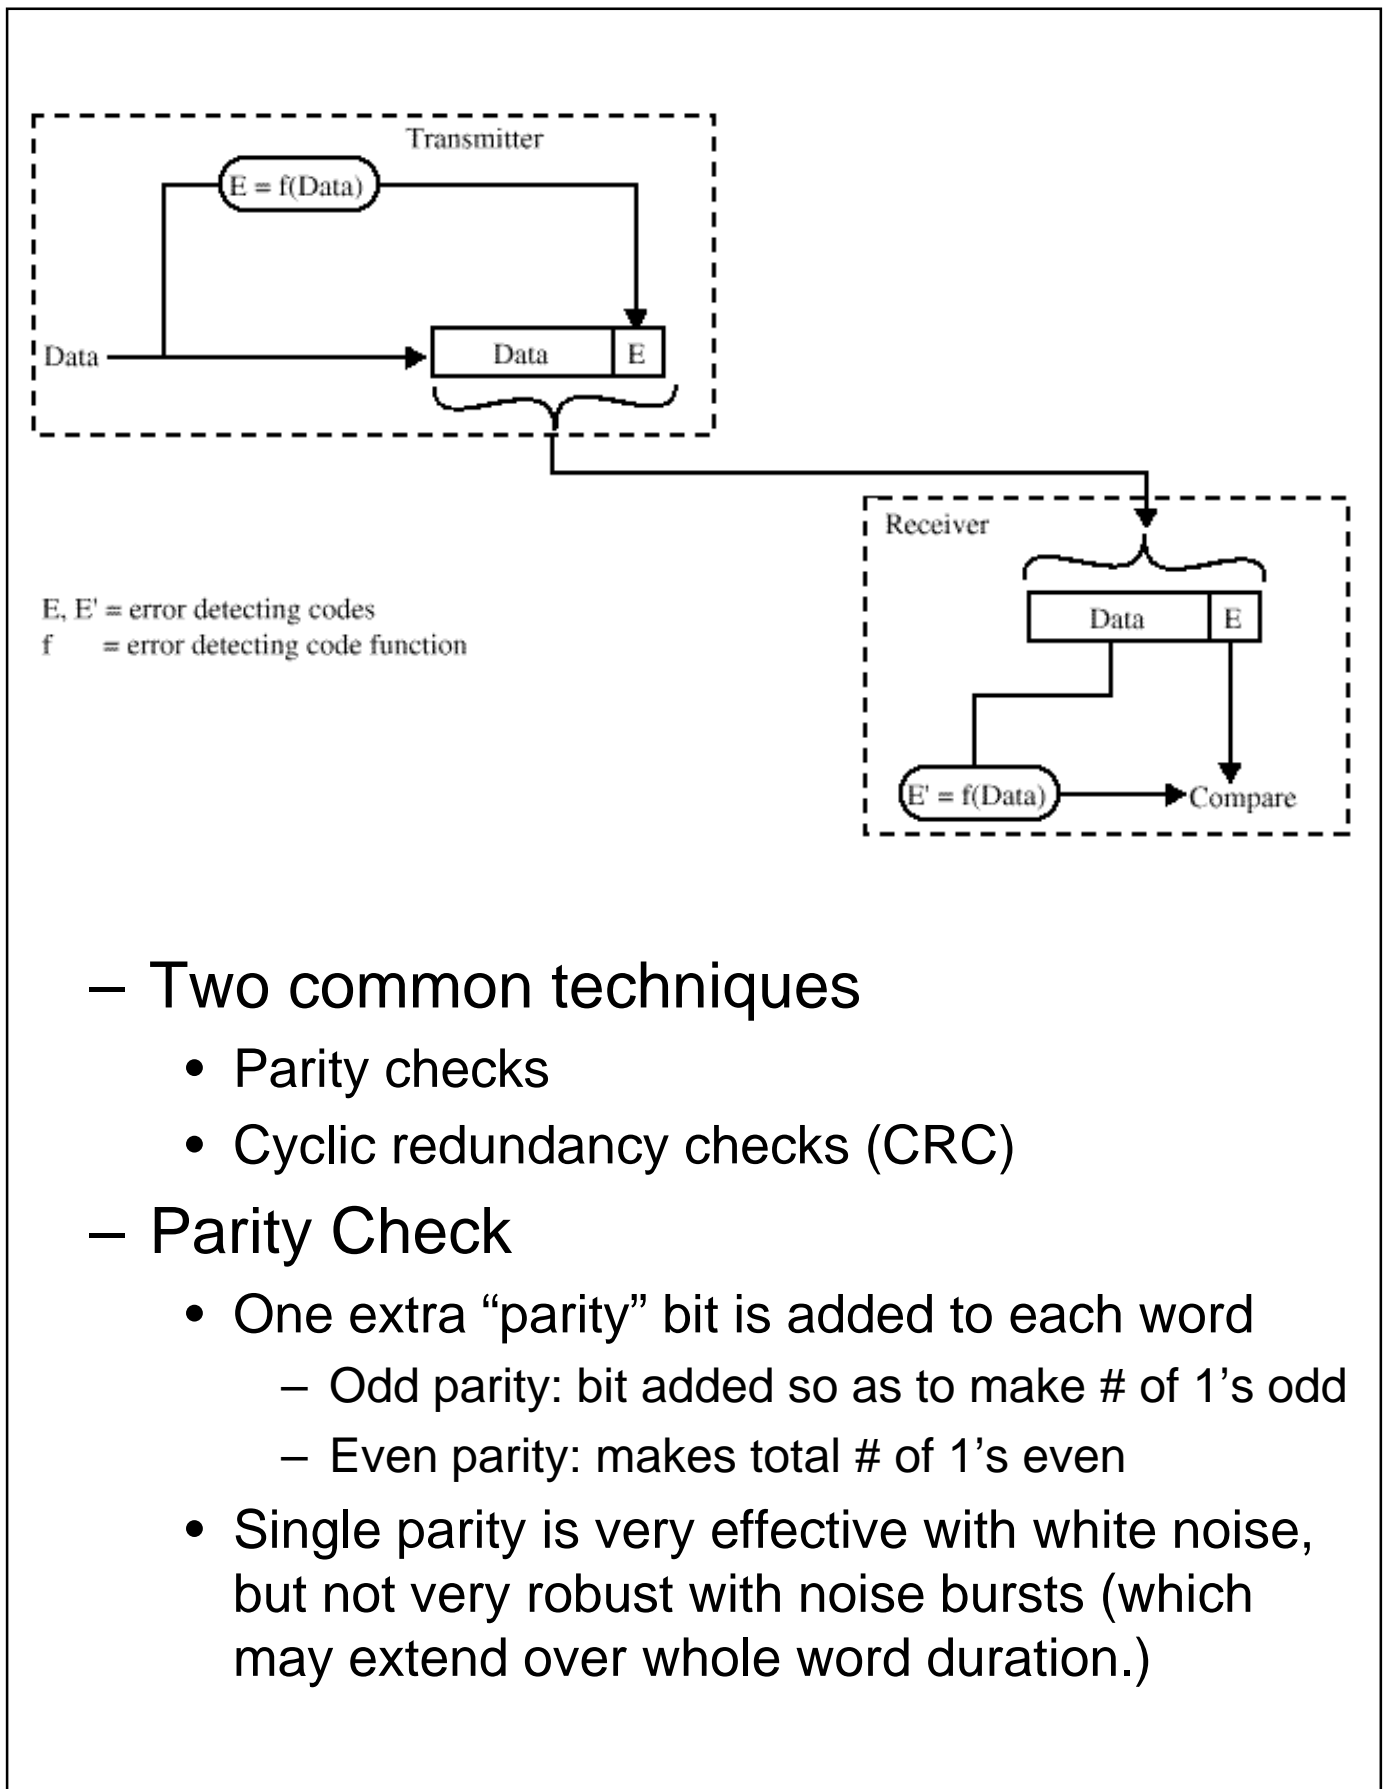 Transmitter
E = f(Data)
Data
Data
E
Receiver
E, E' = error detecting codes
f = error detecting code function
Data
E
E' = f(Data)
Compare
– Two common techniques
• Parity checks
• Cyclic redundancy checks (CRC)
– Parity Check
• One extra “parity” bit is added to each word
– Odd parity: bit added so as to make # of 1’s odd
– Even parity: makes total # of 1’s even
• Single parity is very effective with white noise,
but not very robust with noise bursts (which
may extend over whole word duration.)